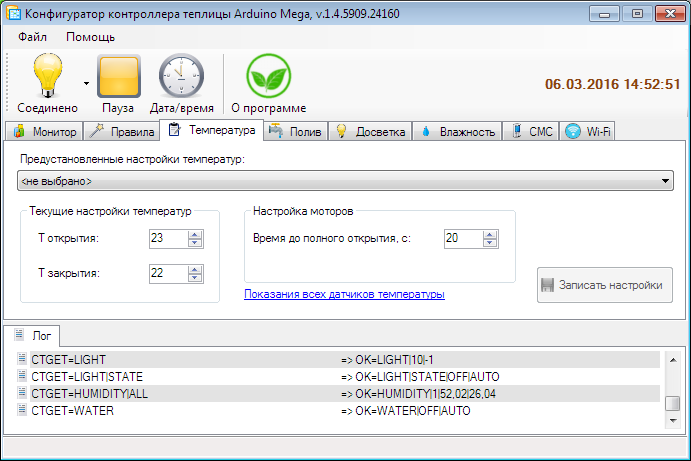 Конфигуратор контроллера теплицы Arduino Mega, v.1.4.5909.24160
Файл Помощь
Соединено Пауза Дата/время О программе
06.03.2016 14:52:51
Монитор Правила Температура Полив Досветка Влажность СМС Wi-Fi
Предустановленные настройки температур:
<не выбрано>
Текущие настройки температур
Т открытия: 23
Т закрытия: 22
Настройка моторов
Время до полного открытия, с: 20
Показания всех датчиков температуры
Записать настройки
Лог
CTGET=LIGHT => OK=LIGHT|10|-1
CTGET=LIGHT|STATE => OK=LIGHT|STATE|OFF|AUTO
CTGET=HUMIDITY|ALL => OK=HUMIDITY|1|52,02|26,04
CTGET=WATER => OK=WATER|OFF|AUTO